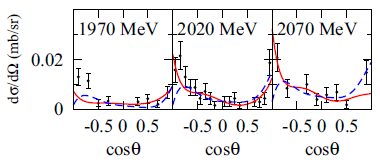 1970 MeV 2020 MeV 2070 MeV
dσ/dΩ (mb/sr)
0.02
0
-0.5 0 0.5 -0.5 0 0.5 -0.5 0 0.5
cosθ cosθ cosθ